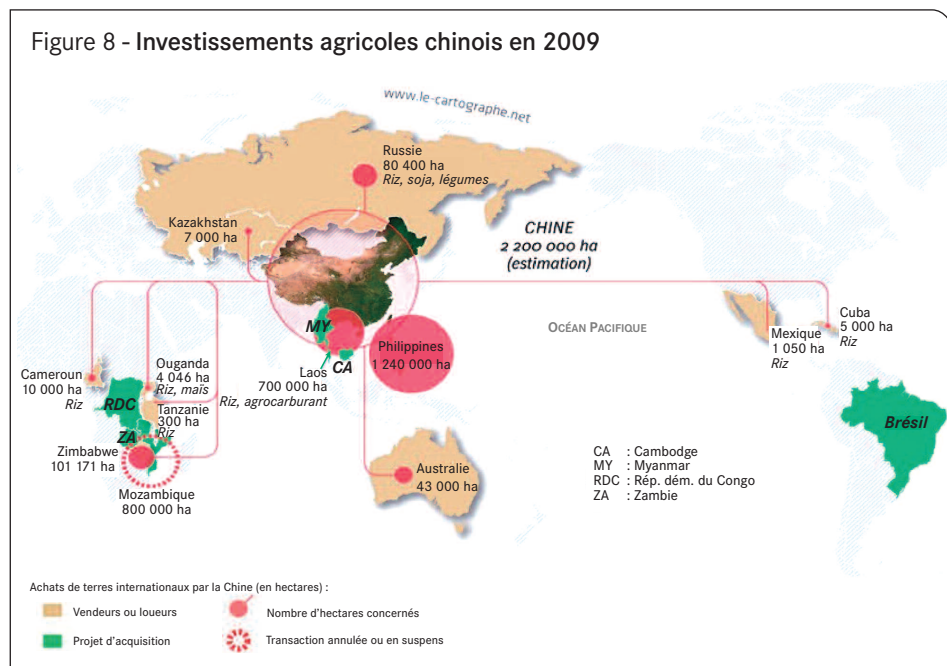 Figure 8 - Investissements agricoles chinois en 2009
www.le-cartographe.net
Russie
80 400 ha
Riz, soja, légumes
Kazakhstan
7 000 ha
CHINE
2 200 000 ha
(estimation)
MY
CA
Philippines
1 240 000 ha
OCÉAN PACIFIQUE
Laos
700 000 ha
Riz, agrocarburant
Mexique
1 050 ha
Riz
Cuba
5 000 ha
Riz
Brésil
Cameroun
10 000 ha
Riz
Ouganda
4 046 ha
Riz, maïs
RDC
Tanzanie
300 ha
Riz
ZA
Zimbabwe
101 171 ha
Mozambique
800 000 ha
Australie
43 000 ha
CA : Cambodge
MY : Myanmar
RDC : Rép. dém. du Congo
ZA : Zambie
Achats de terres internationaux par la Chine (en hectares) :
Vendeurs ou loueurs
Nombre d'hectares concernés
Projet d'acquisition
Transaction annulée ou en suspens